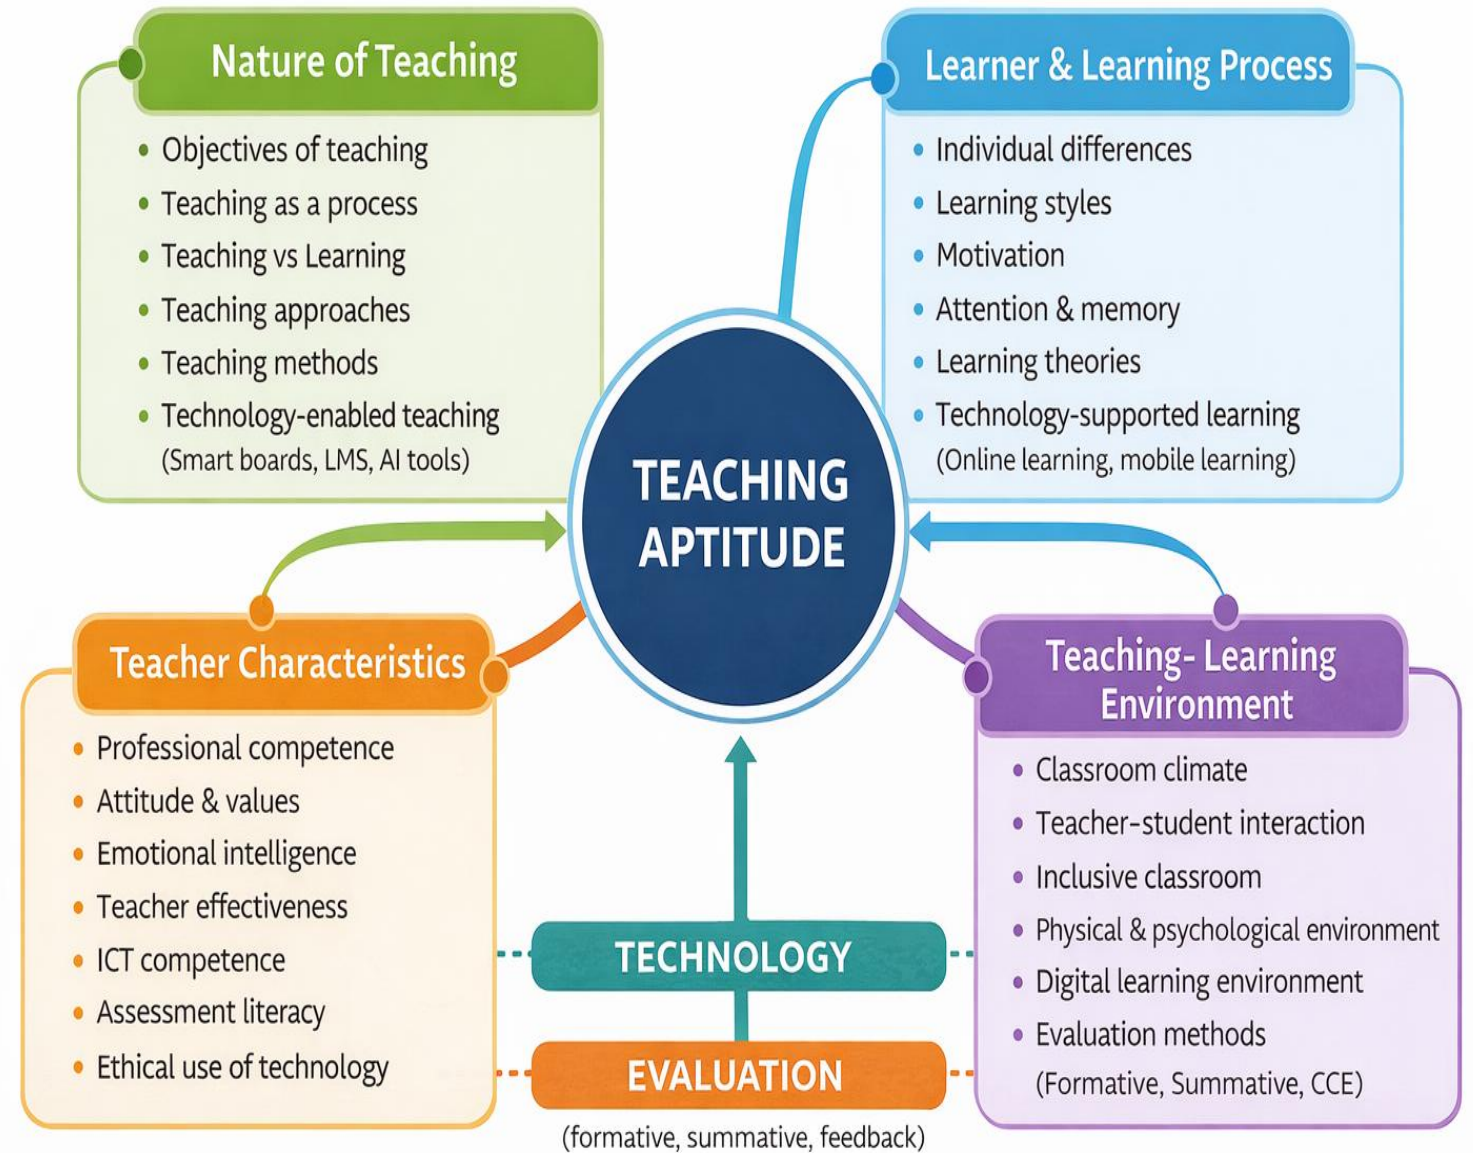 Nature of Teaching
• Objectives of teaching
• Teaching as a process
• Teaching vs Learning
• Teaching approaches
• Teaching methods
• Technology-enabled teaching
(Smart boards, LMS, AI tools)
Learner & Learning Process
• Individual differences
• Learning styles
• Motivation
• Attention & memory
• Learning theories
• Technology-supported learning
(Online learning, mobile learning)
TEACHING
APTITUDE
Teacher Characteristics
• Professional competence
• Attitude & values
• Emotional intelligence
• Teacher effectiveness
• ICT competence
• Assessment literacy
• Ethical use of technology
Teaching- Learning
Environment
• Classroom climate
• Teacher–student interaction
• Inclusive classroom
• Physical & psychological environment
• Digital learning environment
• Evaluation methods
(Formative, Summative, CCE)
TECHNOLOGY
EVALUATION
(formative, summative, feedback)